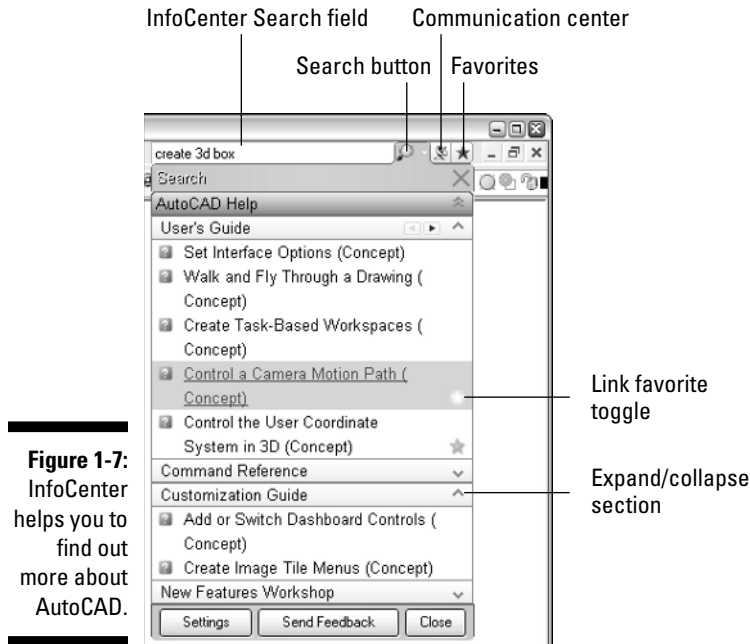 InfoCenter Search field
Communication center
Search button
Favorites
create 3d box
Search
AutoCAD Help
User's Guide
Set Interface Options (Concept)
Walk and Fly Through a Drawing (
Concept)
Create Task-Based Workspaces (
Concept)
Control a Camera Motion Path (
Concept)
Link favorite
toggle
Control the User Coordinate
System in 3D (Concept)
Command Reference
Customization Guide
Expand/collapse
section
Add or Switch Dashboard Controls (
Concept)
Create Image Tile Menus (Concept)
New Features Workshop
Settings
Send Feedback
Close
Figure 1-7:
InfoCenter
helps you to
find out
more about
AutoCAD.